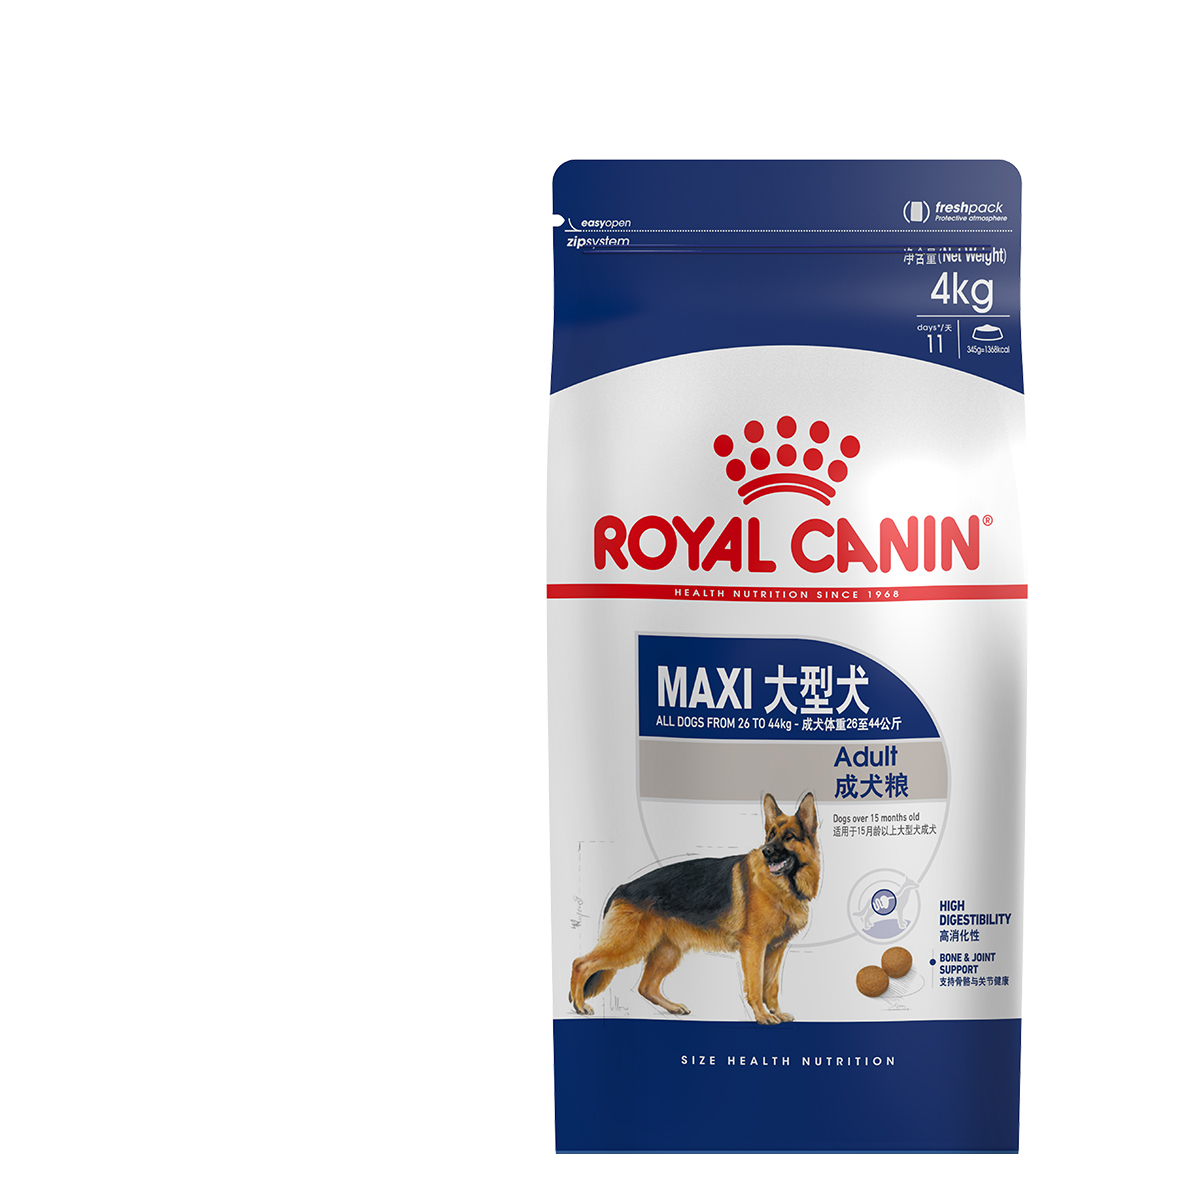 easyopen
zipsystem
freshpack
Protective atmosphere
净含量(Net Weight)
4kg
days*/天
11
345g=1368kcal
ROYAL CANIN®
HEALTH NUTRITION SINCE 1968
MAXI 大型犬
ALL DOGS FROM 26 TO 44kg - 成犬体重26至44公斤
Adult
成犬粮
Dogs over 15 months old
适用于15月龄以上大型犬成犬
HIGH
DIGESTIBILITY
高消化性
BONE & JOINT
SUPPORT
支持骨骼与关节健康
SIZE HEALTH NUTRITION